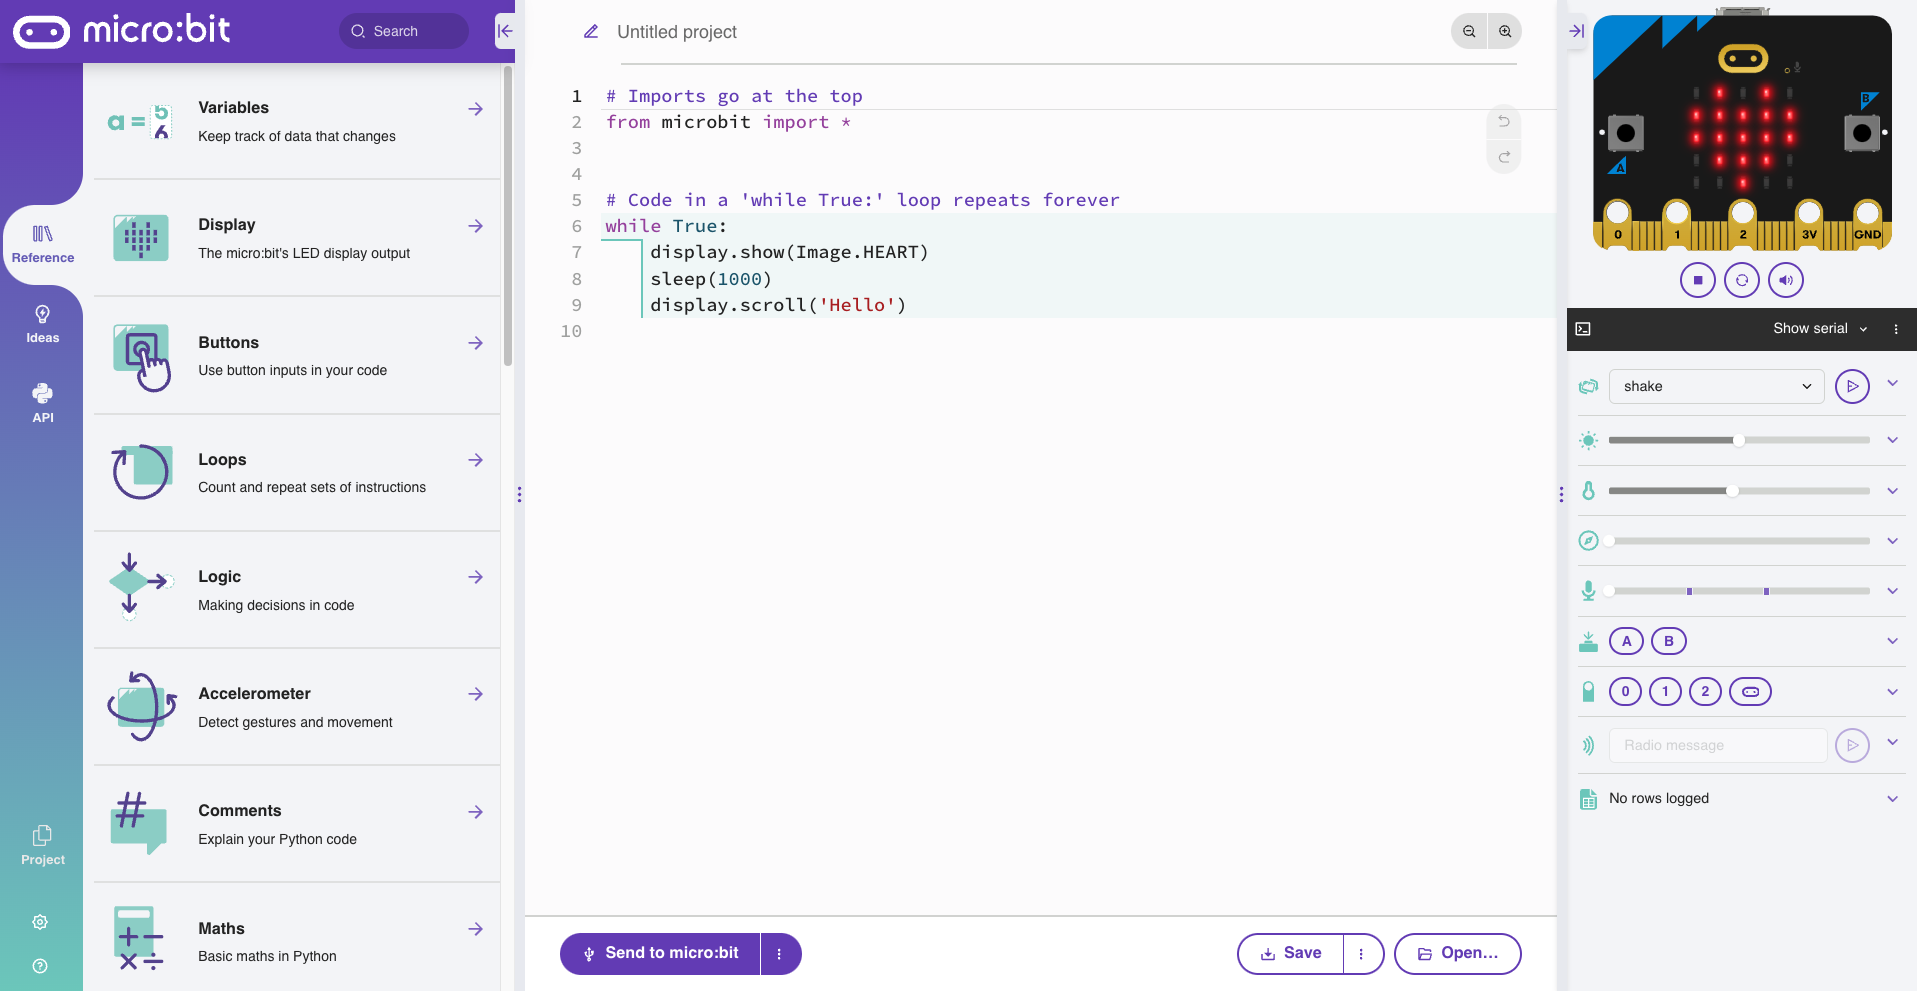 micro:bit
Search
Reference
Ideas
API
Project
a = 5
6
Variables
Keep track of data that changes
Display
The micro:bit's LED display output
Buttons
Use button inputs in your code
Loops
Count and repeat sets of instructions
Logic
Making decisions in code
Accelerometer
Detect gestures and movement
#
Comments
Explain your Python code
Maths
Basic maths in Python
Untitled project
1 # Imports go at the top
2 from microbit import *
3
4
5 # Code in a 'while True:' loop repeats forever
6 while True:
7 display.show(Image.HEART)
8 sleep(1000)
9 display.scroll('Hello')
10
Send to micro:bit
Save
Open...
B
A
0 1 2 3V GND
Show serial
shake
A B
0 1 2
Radio message
No rows logged